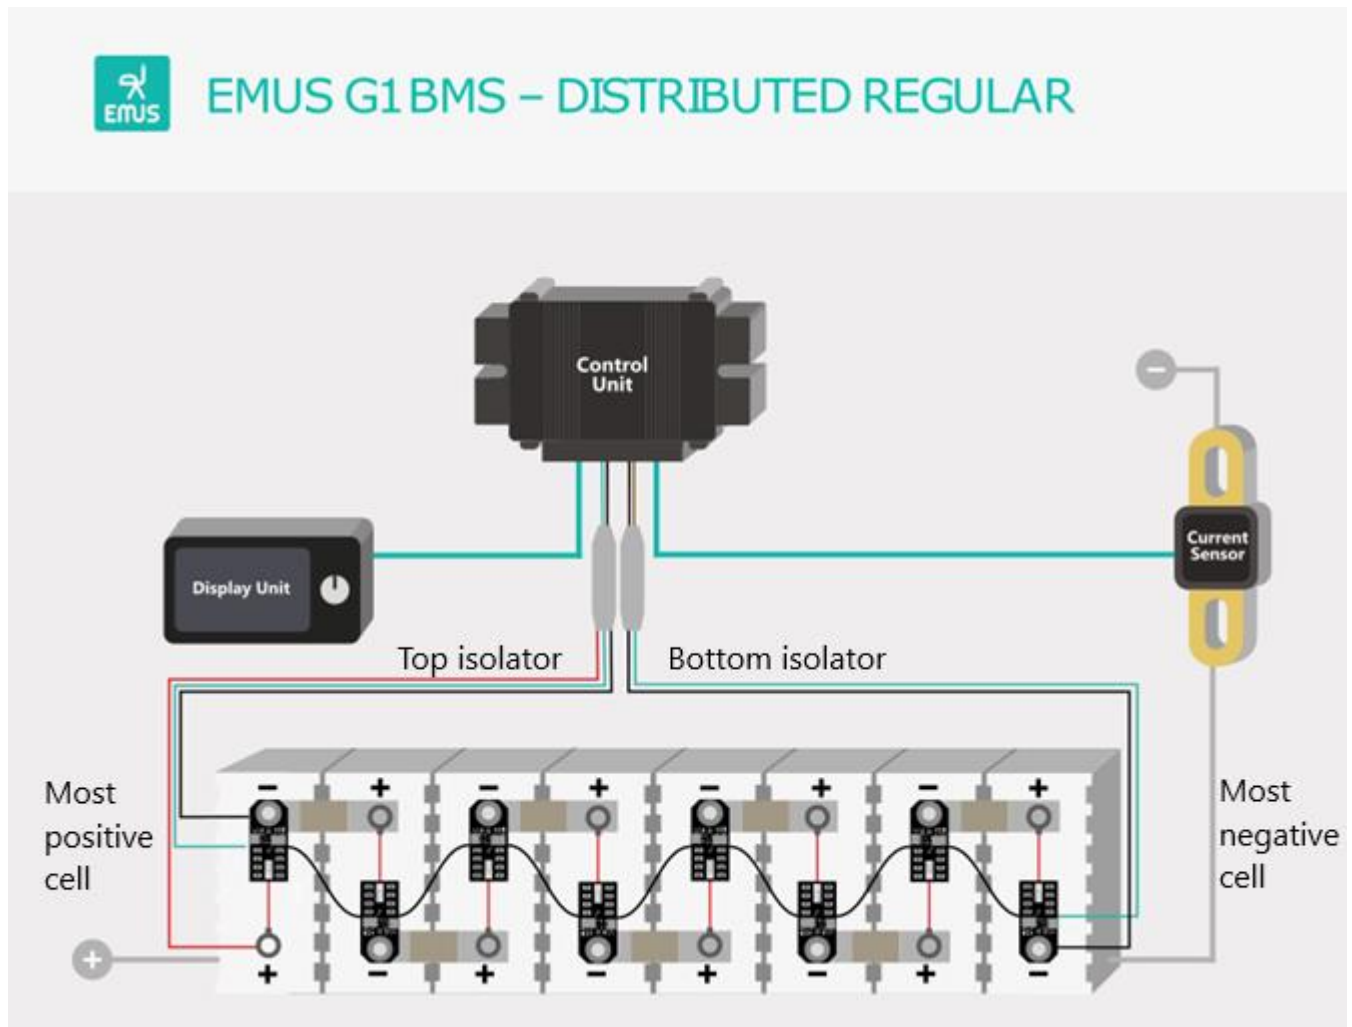 EMUS
EMUS G1 BMS – DISTRIBUTED REGULAR
Control
Unit
−
Current
Sensor
Display Unit
Top isolator
Bottom isolator
Most
positive
cell
Most
negative
cell
− + − + − + − +
+
+ − + − + − + −